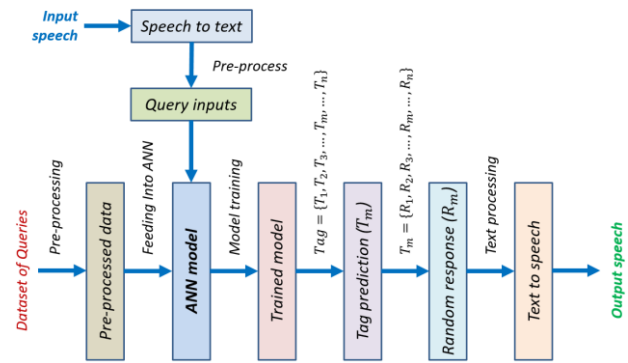 Input
speech
Speech to text
Pre-process
Query inputs
Dataset of Queries
Pre-processing
Pre-processed data
Feeding Into ANN
ANN model
Model training
Trained model
Tag = {T₁, T₂, T₃, ..., Tₘ, ..., Tₙ}
Tag prediction (Tₘ)
Tₘ = {R₁, R₂, R₃, ..., Rₘ, ..., Rₙ}
Random response (Rₘ)
Text processing
Text to speech
Output speech